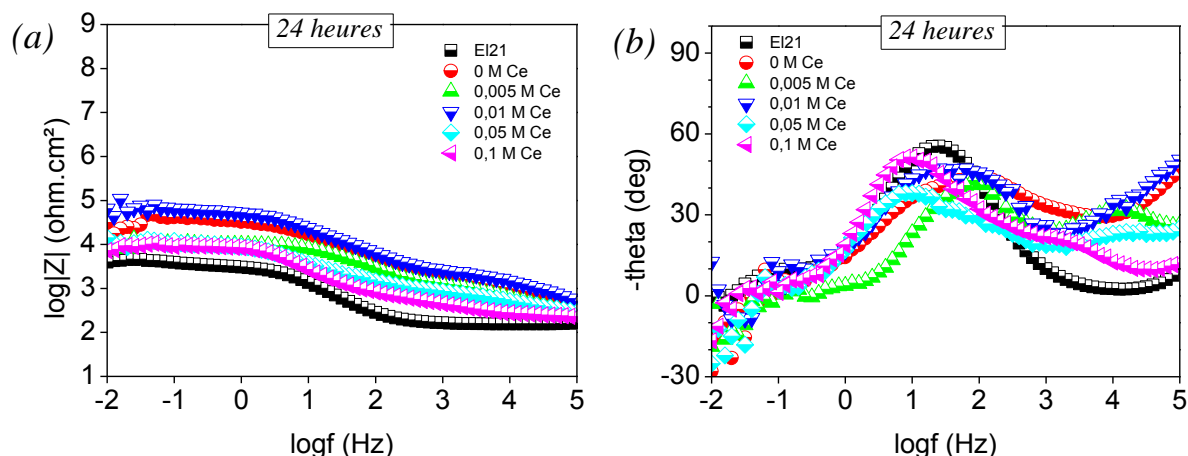 (a)
24 heures
El21
0 M Ce
0,005 M Ce
0,01 M Ce
0,05 M Ce
0,1 M Ce
log|Z| (ohm.cm²)
9
8
7
6
5
4
3
2
1
-2 -1 0 1 2 3 4 5
logf (Hz)
(b)
24 heures
El21
0 M Ce
0,005 M Ce
0,01 M Ce
0,05 M Ce
0,1 M Ce
-theta (deg)
90
60
30
0
-30
-2 -1 0 1 2 3 4 5
logf (Hz)